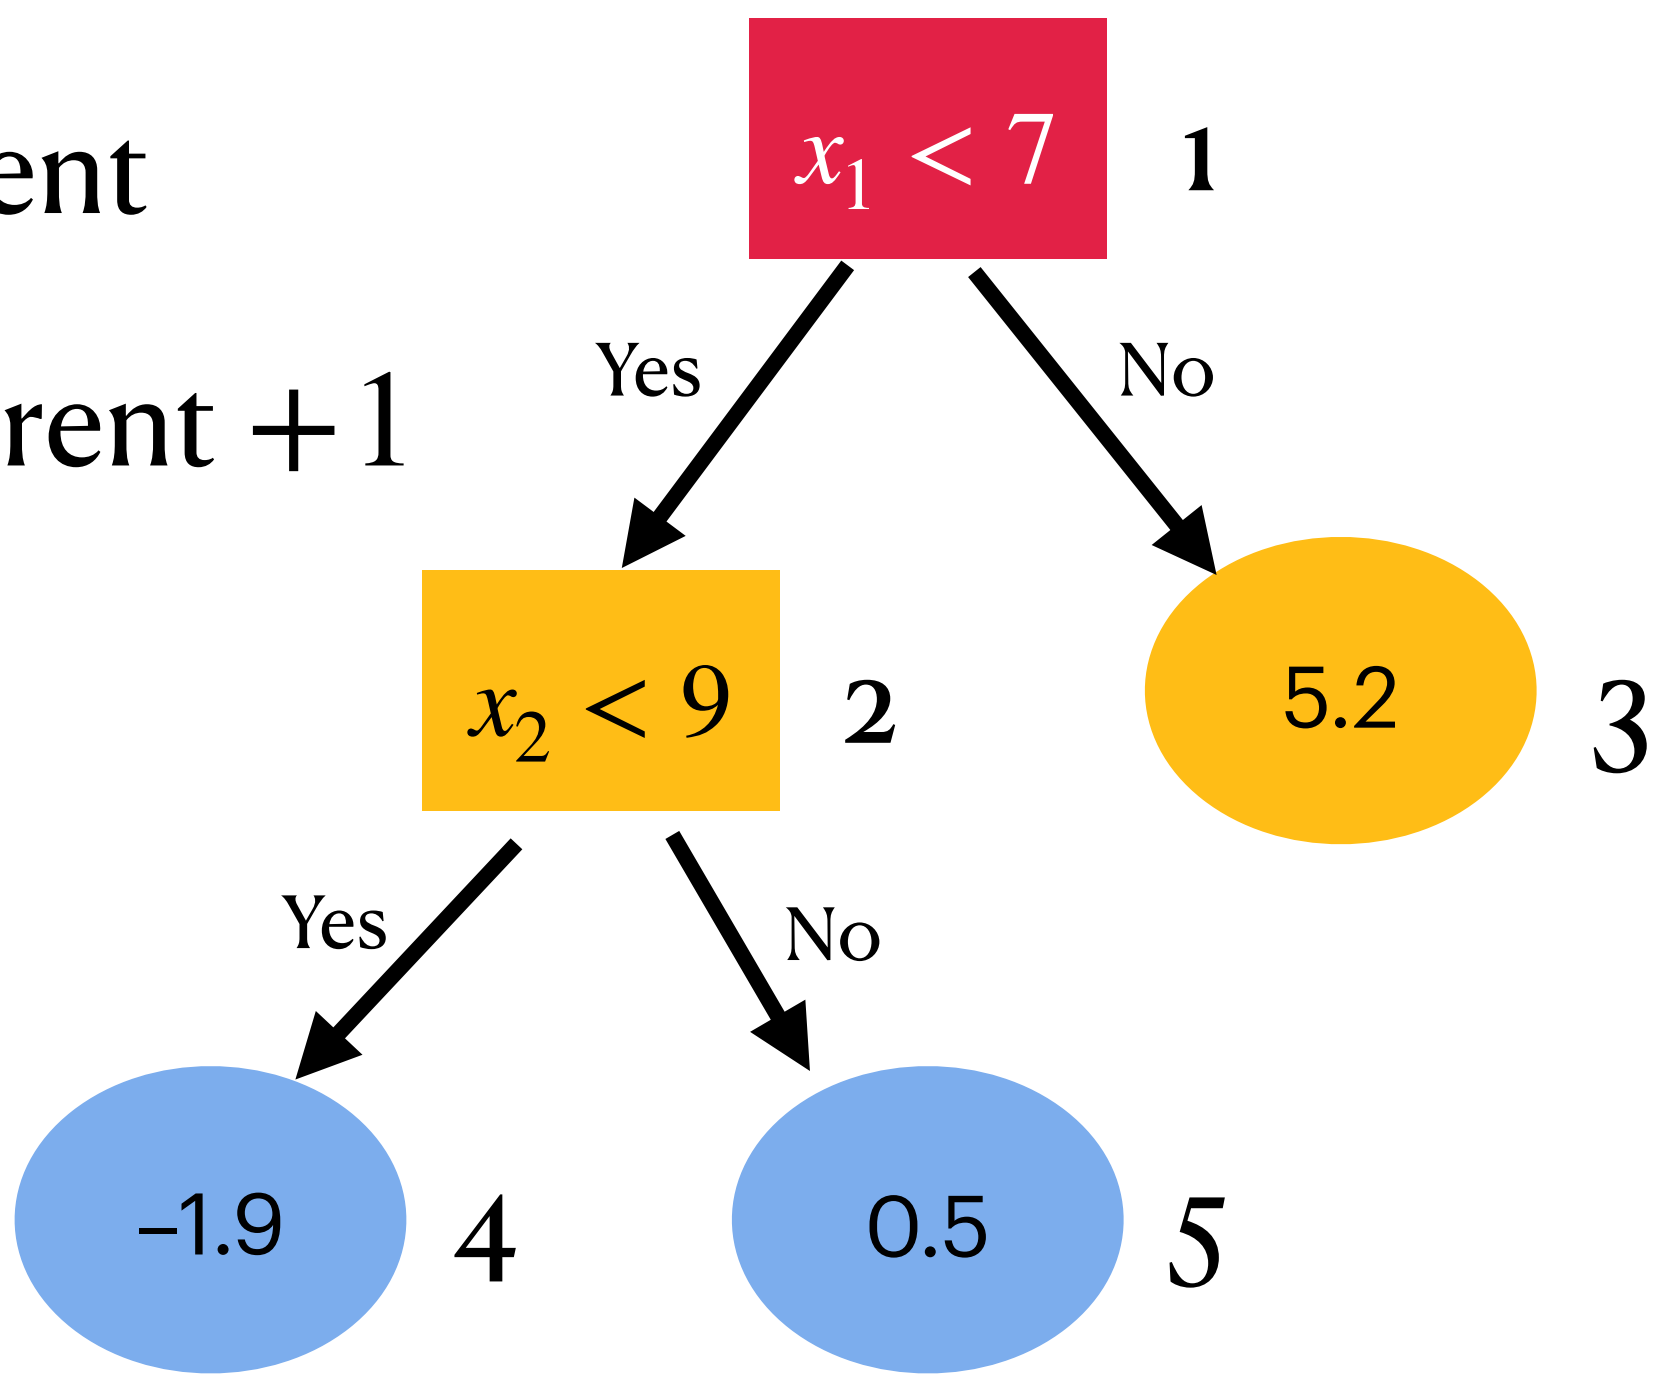 ent
x₁ < 7 1
Yes No
rent +1
x₂ < 9 2 5.2 3
Yes No
–1.9 4 0.5 5